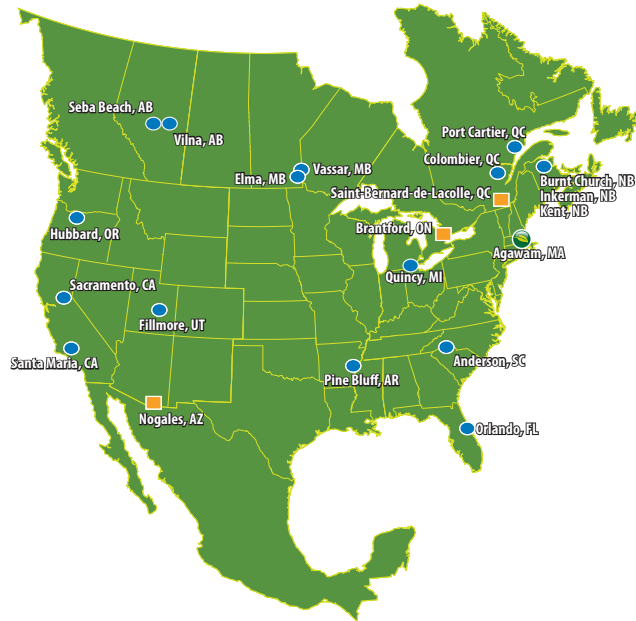 Seba Beach, AB
Vilna, AB
Port Cartier, QC
Colombier, QC
Vassar, MB
Elma, MB
Burnt Church, NB
Inkerman, NB
Kent, NB
Saint-Bernard-de-Lacolle, QC
Brantford, ON
Hubbard, OR
Agawam, MA
Quincy, MI
Sacramento, CA
Fillmore, UT
Santa Maria, CA
Anderson, SC
Pine Bluff, AR
Nogales, AZ
Orlando, FL